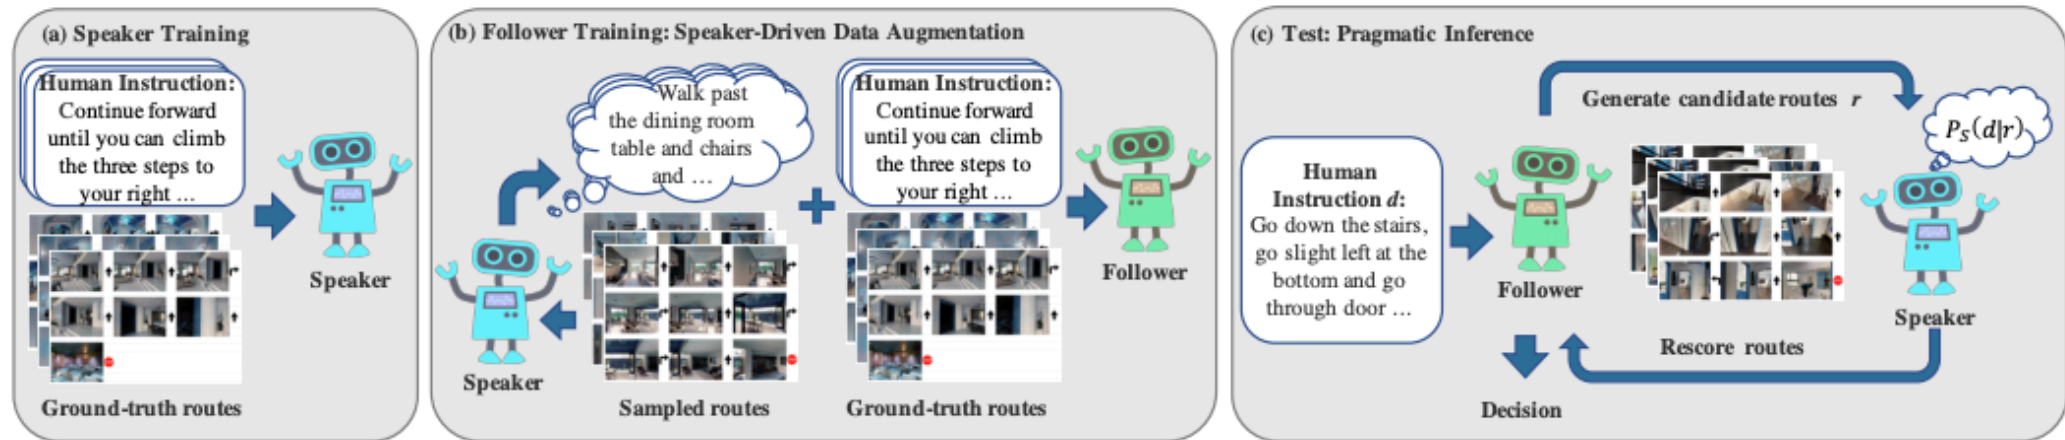 (a) Speaker Training
Human Instruction:
Continue forward
until you can climb
the three steps to
your right ...
Speaker
Ground-truth routes
(b) Follower Training: Speaker-Driven Data Augmentation
Walk past
the dining room
table and chairs
and ...
Speaker
Sampled routes
Human Instruction:
Continue forward
until you can climb
the three steps to
your right ...
Ground-truth routes
Follower
(c) Test: Pragmatic Inference
Human
Instruction d:
Go down the stairs,
go slight left at the
bottom and go
through door ...
Follower
Generate candidate routes r
P_S(d|r)
Speaker
Rescore routes
Decision